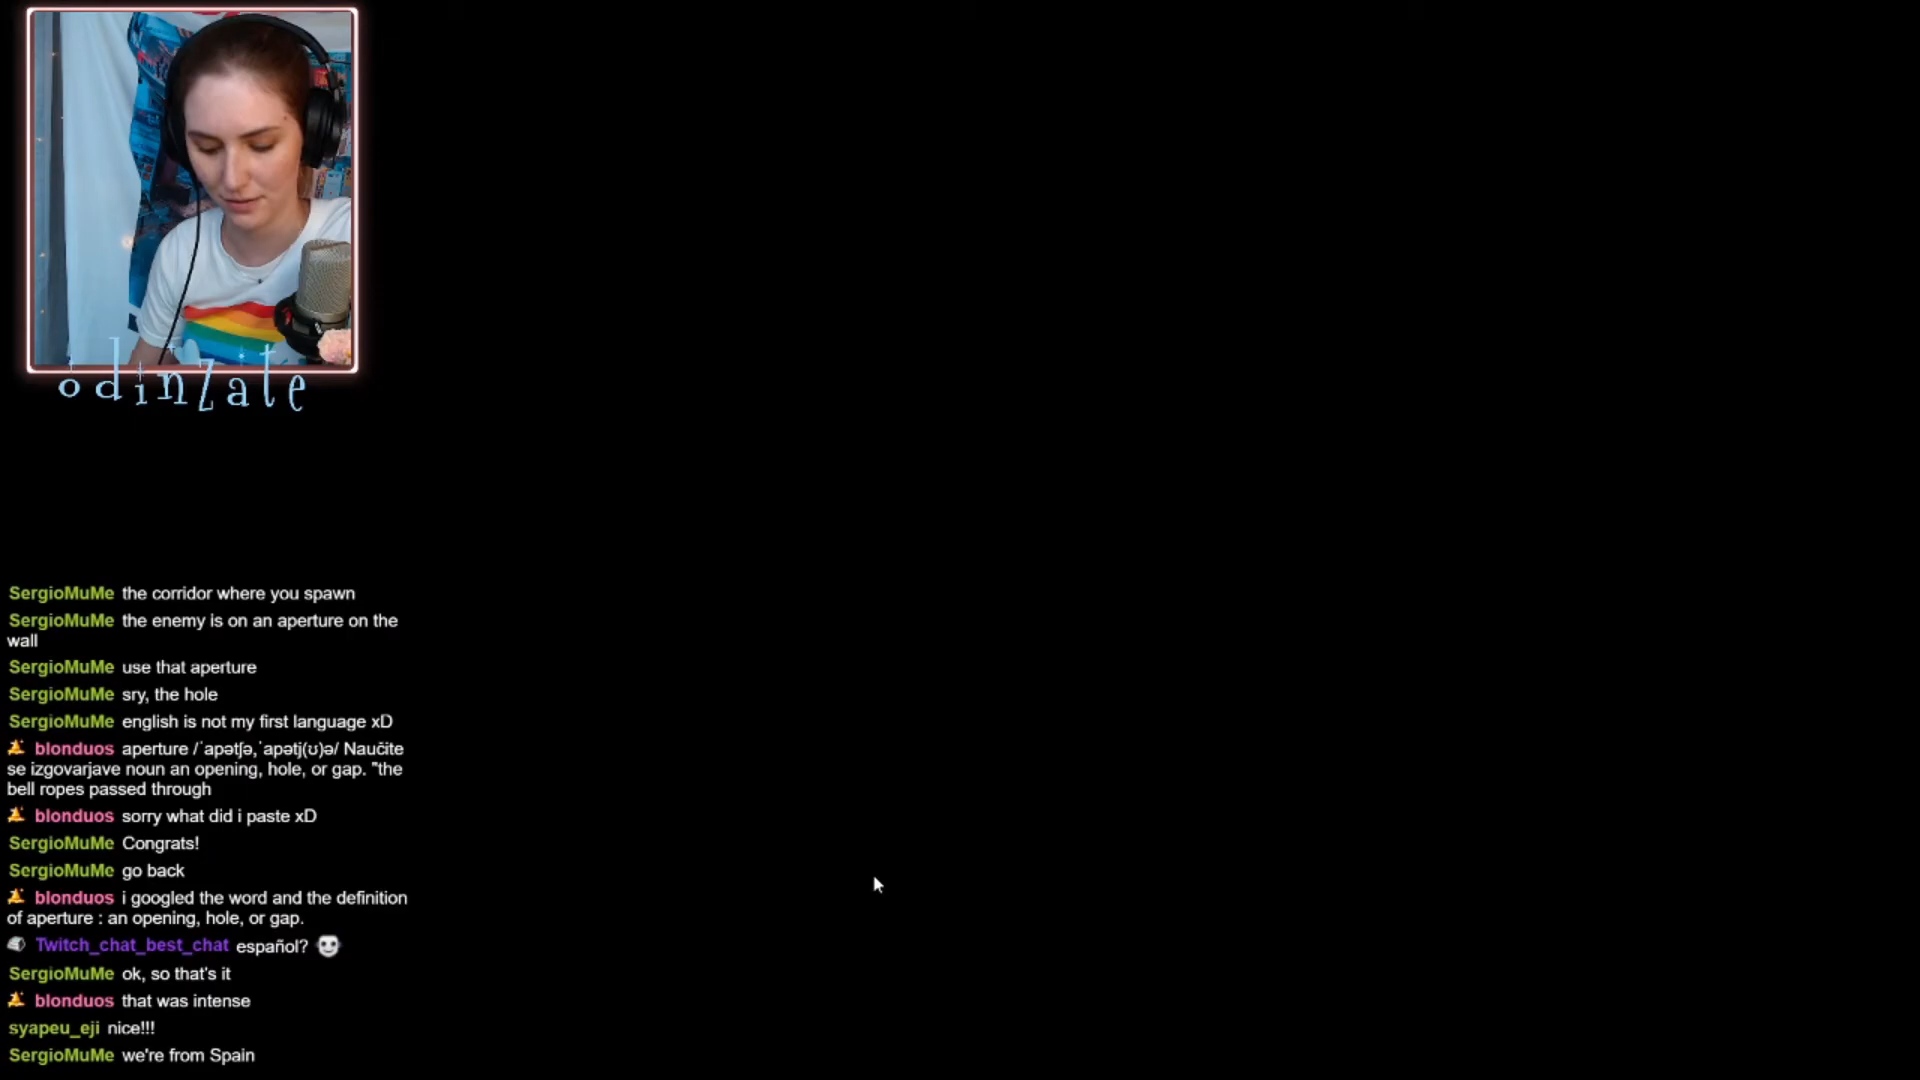 odinzate
SergioMuMe the corridor where you spawn
SergioMuMe the enemy is on an aperture on the
wall
SergioMuMe use that aperture
SergioMuMe sry, the hole
SergioMuMe english is not my first language xD
blonduos aperture /ˈapətʃə,ˈapətj(ʊ)ə/ Naučite
se izgovarjave noun an opening, hole, or gap. "the
bell ropes passed through
blonduos sorry what did i paste xD
SergioMuMe Congrats!
SergioMuMe go back
blonduos i googled the word and the definition
of aperture : an opening, hole, or gap.
Twitch_chat_best_chat español?
SergioMuMe ok, so that's it
blonduos that was intense
syapeu_eji nice!!!
SergioMuMe we're from Spain